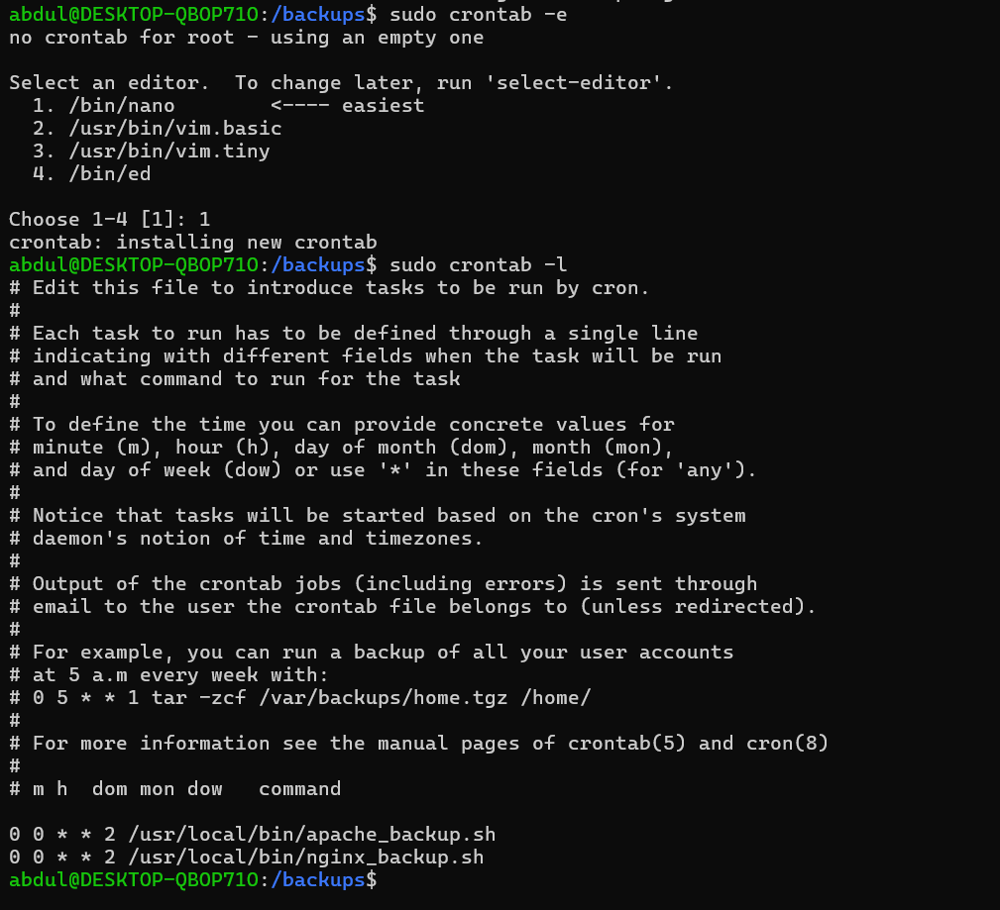 abdul@DESKTOP-QBOP71O:/backups$ sudo crontab -e
no crontab for root - using an empty one
Select an editor.  To change later, run 'select-editor'.
  1. /bin/nano        <---- easiest
  2. /usr/bin/vim.basic
  3. /usr/bin/vim.tiny
  4. /bin/ed
Choose 1-4 [1]: 1
crontab: installing new crontab
abdul@DESKTOP-QBOP71O:/backups$ sudo crontab -l
# Edit this file to introduce tasks to be run by cron.
#
# Each task to run has to be defined through a single line
# indicating with different fields when the task will be run
# and what command to run for the task
#
# To define the time you can provide concrete values for
# minute (m), hour (h), day of month (dom), month (mon),
# and day of week (dow) or use '*' in these fields (for 'any').
#
# Notice that tasks will be started based on the cron's system
# daemon's notion of time and timezones.
#
# Output of the crontab jobs (including errors) is sent through
# email to the user the crontab file belongs to (unless redirected).
#
# For example, you can run a backup of all your user accounts
# at 5 a.m every week with:
# 0 5 * * 1 tar -zcf /var/backups/home.tgz /home/
#
# For more information see the manual pages of crontab(5) and cron(8)
#
# m h  dom mon dow   command
0 0 * * 2 /usr/local/bin/apache_backup.sh
0 0 * * 2 /usr/local/bin/nginx_backup.sh
abdul@DESKTOP-QBOP71O:/backups$